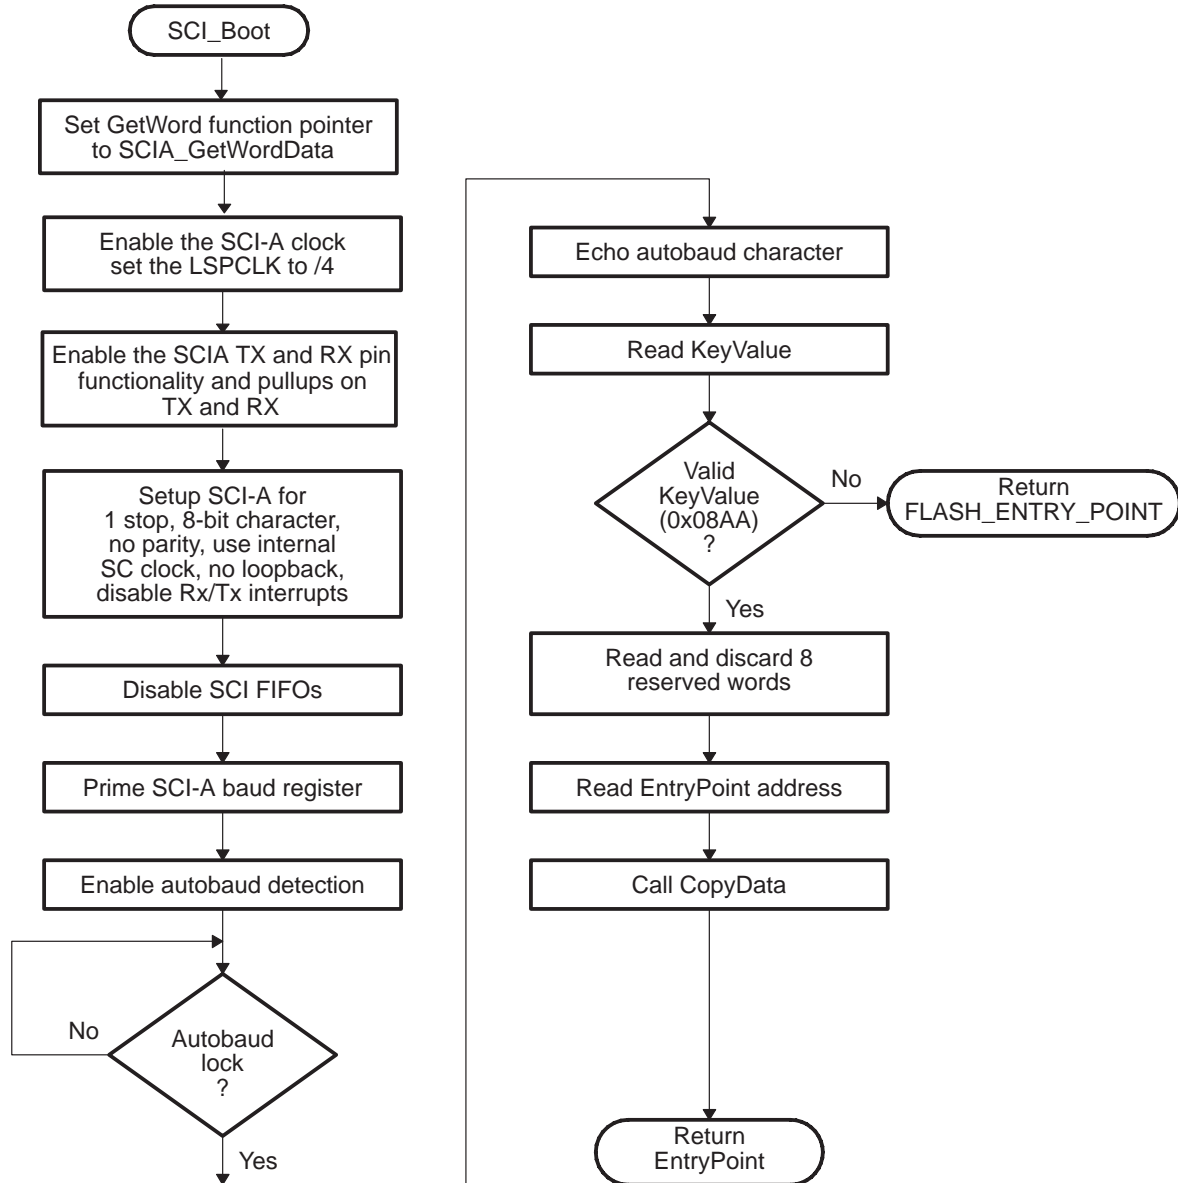 SCI_Boot
Set GetWord function pointer
to SCIA_GetWordData
Enable the SCI-A clock
set the LSPCLK to /4
Enable the SCIA TX and RX pin
functionality and pullups on
TX and RX
Setup SCI-A for
1 stop, 8-bit character,
no parity, use internal
SC clock, no loopback,
disable Rx/Tx interrupts
Disable SCI FIFOs
Prime SCI-A baud register
Enable autobaud detection
No
Autobaud
lock
?
Yes
Echo autobaud character
Read KeyValue
Valid
KeyValue
(0x08AA)
?
No
Return
FLASH_ENTRY_POINT
Yes
Read and discard 8
reserved words
Read EntryPoint address
Call CopyData
Return
EntryPoint